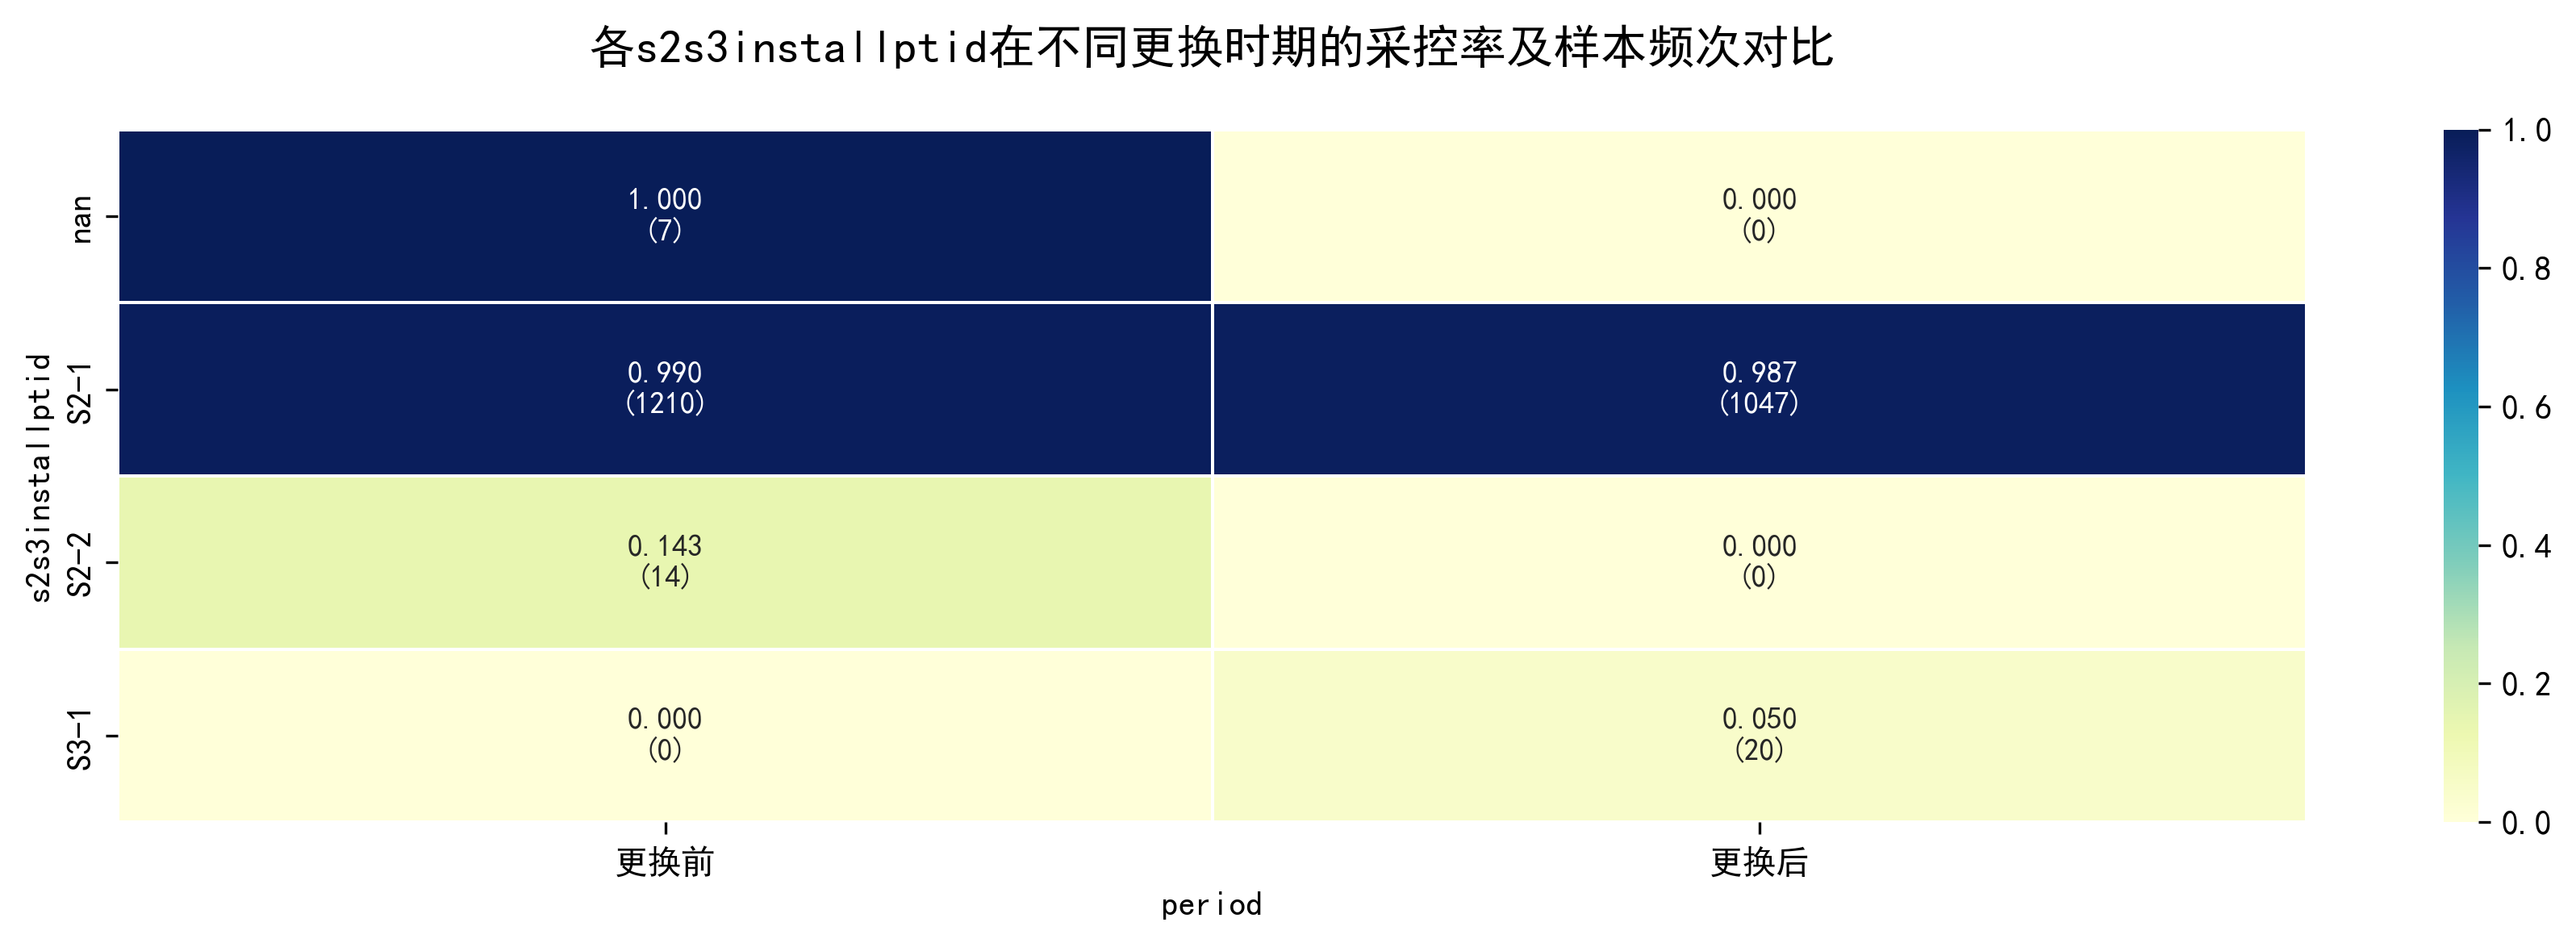 各s2s3installptid在不同更换时期的采控率及样本频次对比
s2s3installptid
nan
1.000
(7)
0.000
(0)
S2-1
0.990
(1210)
0.987
(1047)
S2-2
0.143
(14)
0.000
(0)
S3-1
0.000
(0)
0.050
(20)
更换前
更换后
period
1.0
0.8
0.6
0.4
0.2
0.0